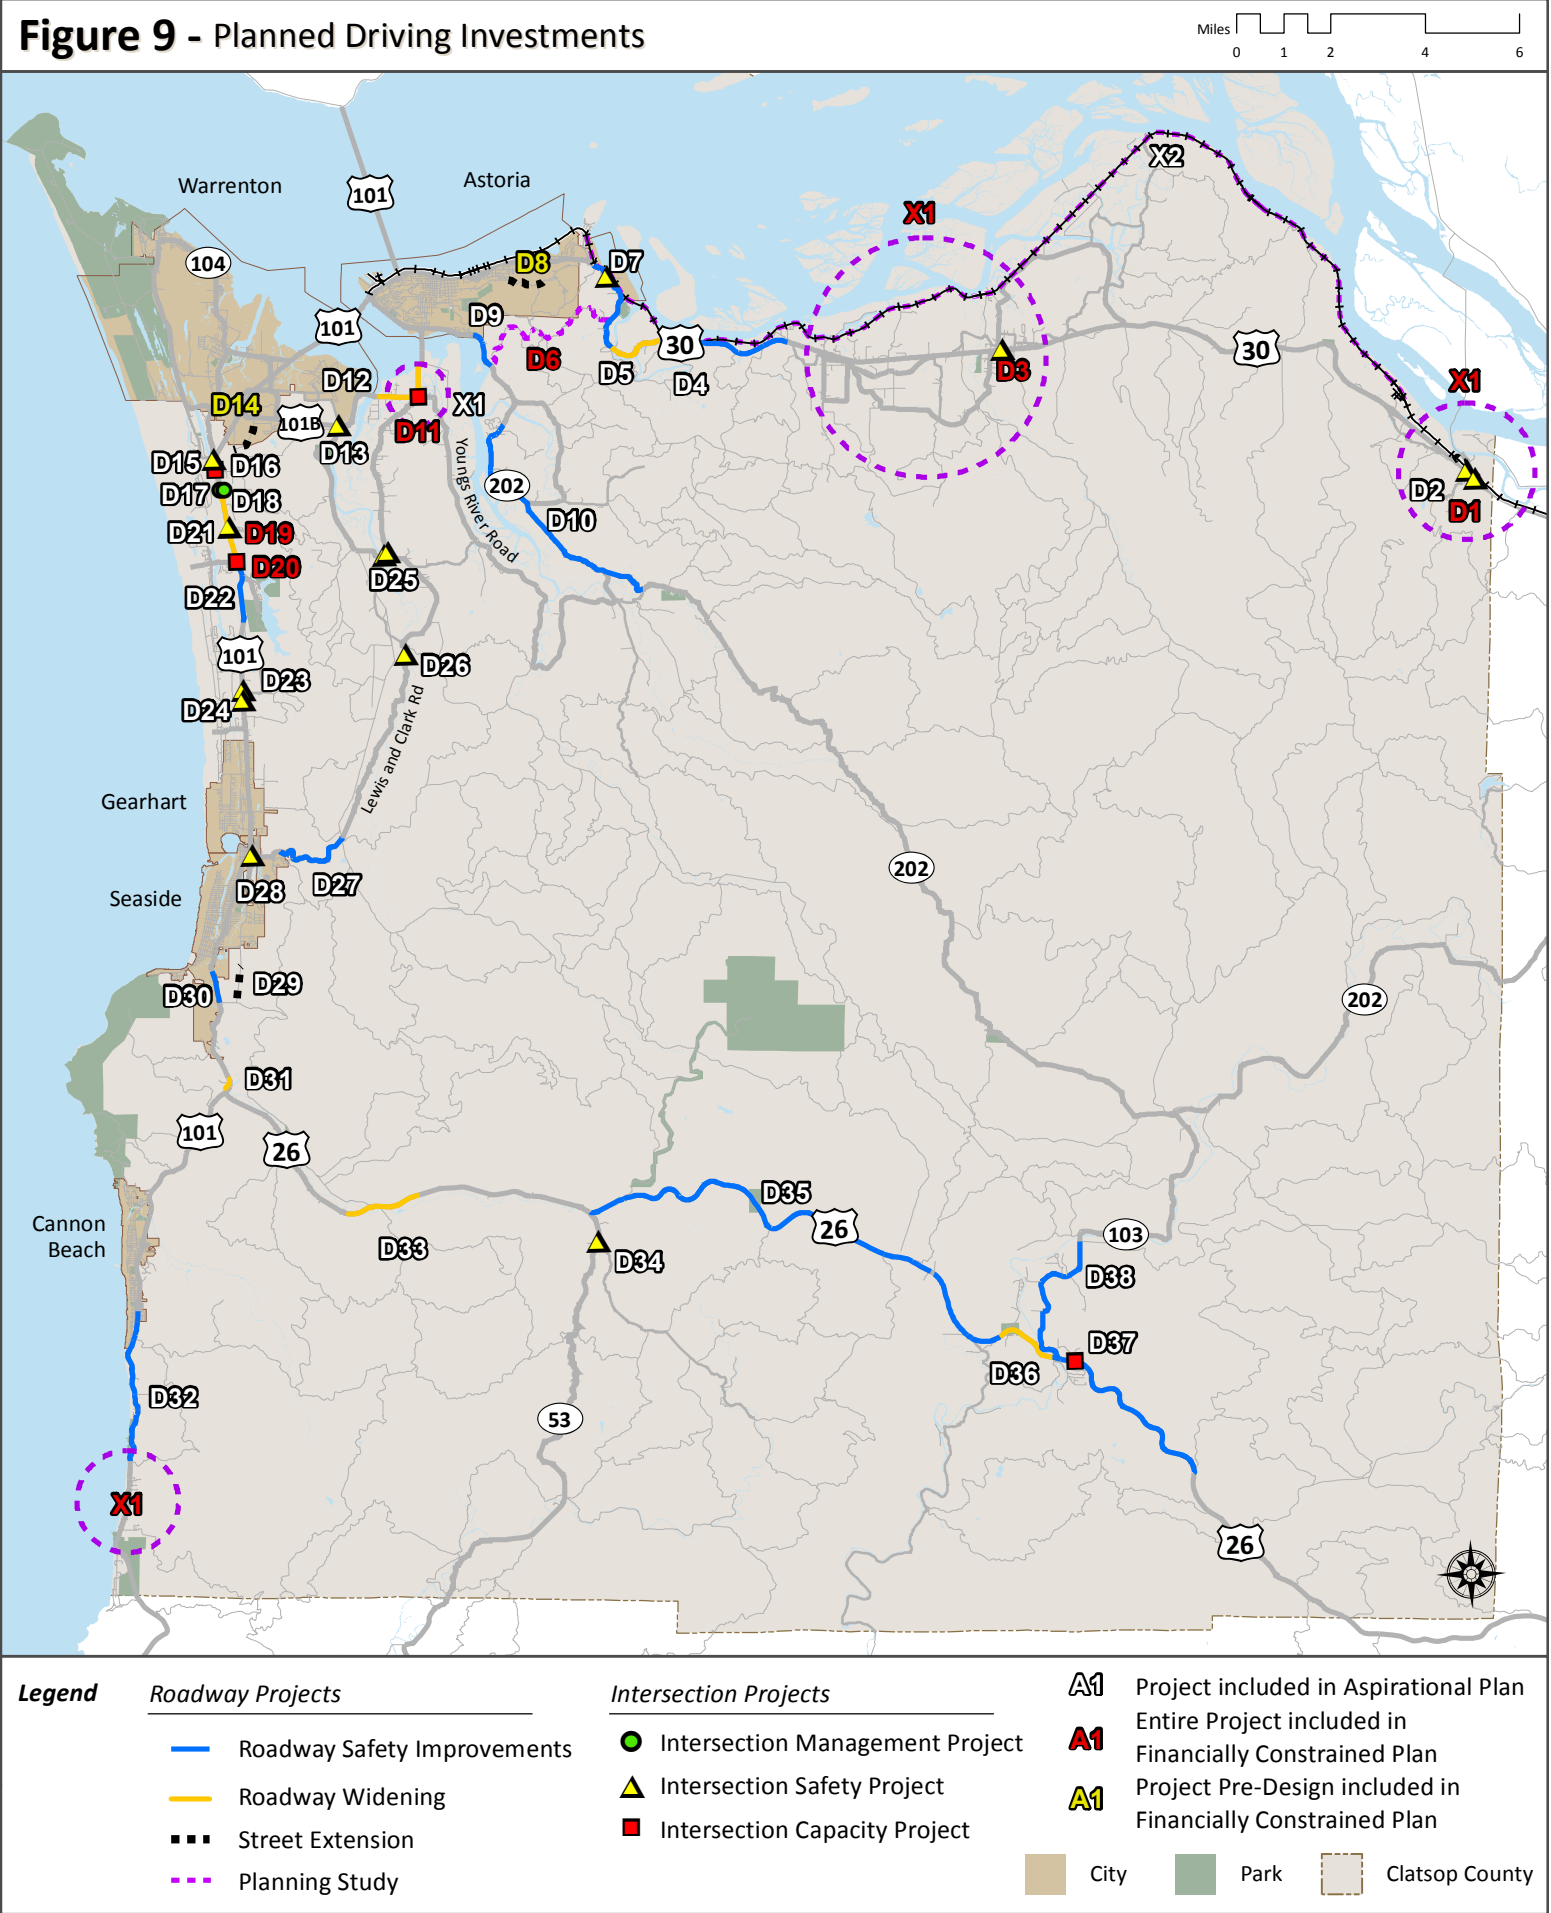 Figure 9 - Planned Driving Investments
Miles
0 1 2 4 6
X2
Warrenton
101
Astoria
X1
104
D8
D7
101
D9
30
30
D6
D5
D4
D3
D12
X1
D14
101B
X1
D11
D13
D15
D16
Youngs River Road
D17
D18
202
D2
D1
D21
D19
D10
D20
D25
D22
101
D26
D23
D24
Lewis and Clark Rd
Gearhart
202
D28
D27
Seaside
D29
D30
202
D31
101
26
D35
Cannon
Beach
26
103
D33
D34
D38
D37
D36
D32
53
X1
26
Legend
Roadway Projects
Roadway Safety Improvements
Roadway Widening
Street Extension
Planning Study
Intersection Projects
Intersection Management Project
Intersection Safety Project
Intersection Capacity Project
A1 Project included in Aspirational Plan
A1 Entire Project included in
Financially Constrained Plan
A1 Project Pre-Design included in
Financially Constrained Plan
City
Park
Clatsop County